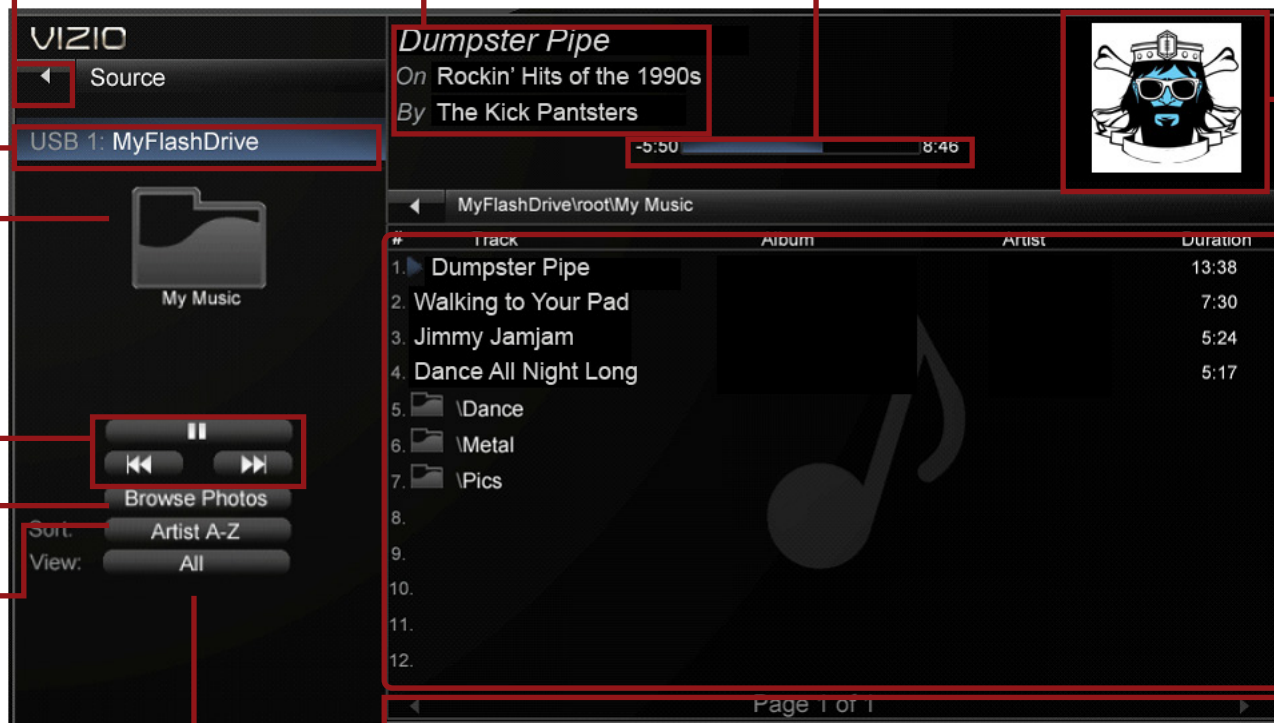 VIZIO
Source
USB 1: MyFlashDrive
My Music
Browse Photos
Sort: Artist A-Z
View: All
Dumpster Pipe
On Rockin' Hits of the 1990s
By The Kick Pantsters
-5:50 8:46
MyFlashDrive\root\My Music
# Track Album Artist Duration
1. Dumpster Pipe 13:38
2. Walking to Your Pad 7:30
3. Jimmy Jamjam 5:24
4. Dance All Night Long 5:17
5. \Dance
6. \Metal
7. \Pics
8.
9.
10.
11.
12.
Page 1 of 1